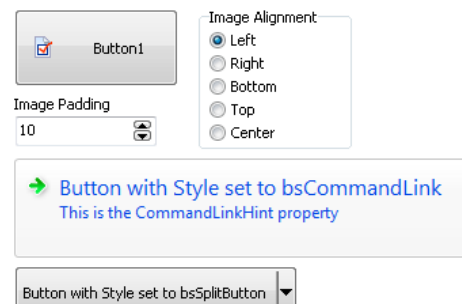 Button1
Image Padding
10
Image Alignment
Left
Right
Bottom
Top
Center
Button with Style set to bsCommandLink
This is the CommandLinkHint property
Button with Style set to bsSplitButton